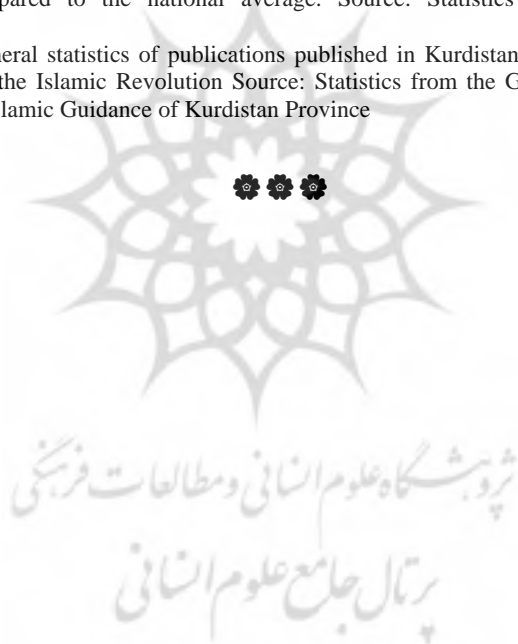 pared to the national average. Source: Statistics
neral statistics of publications published in Kurdistan
the Islamic Revolution Source: Statistics from the G
lamic Guidance of Kurdistan Province
پژوهشگاه علوم انسانی و مطالعات فرهنگی
پرتال جامع علوم انسانی